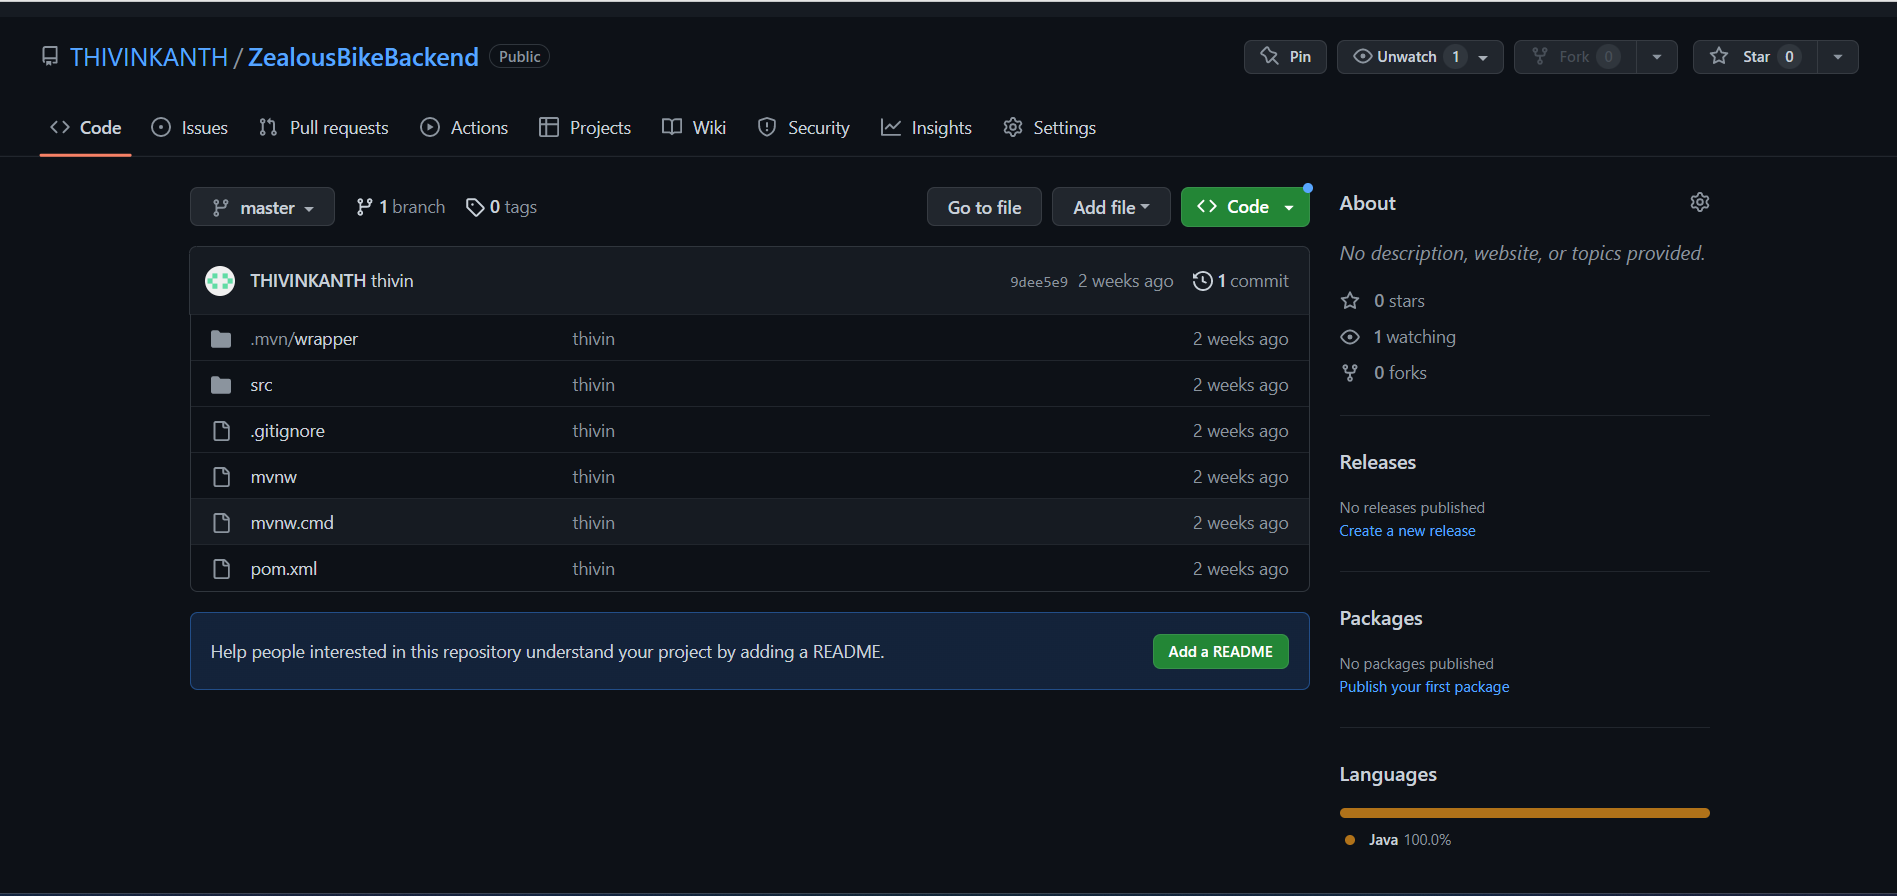 THIVINKANTH / ZealousBikeBackend Public Pin Unwatch 1 Fork 0 Star 0
Code Issues Pull requests Actions Projects Wiki Security Insights Settings
master 1 branch 0 tags Go to file Add file Code
THIVINKANTH thivin 9dee5e9 2 weeks ago 1 commit
.mvn/wrapper thivin 2 weeks ago
src thivin 2 weeks ago
.gitignore thivin 2 weeks ago
mvnw thivin 2 weeks ago
mvnw.cmd thivin 2 weeks ago
pom.xml thivin 2 weeks ago
Help people interested in this repository understand your project by adding a README. Add a README
About
No description, website, or topics provided.
0 stars
1 watching
0 forks
Releases
No releases published
Create a new release
Packages
No packages published
Publish your first package
Languages
Java 100.0%